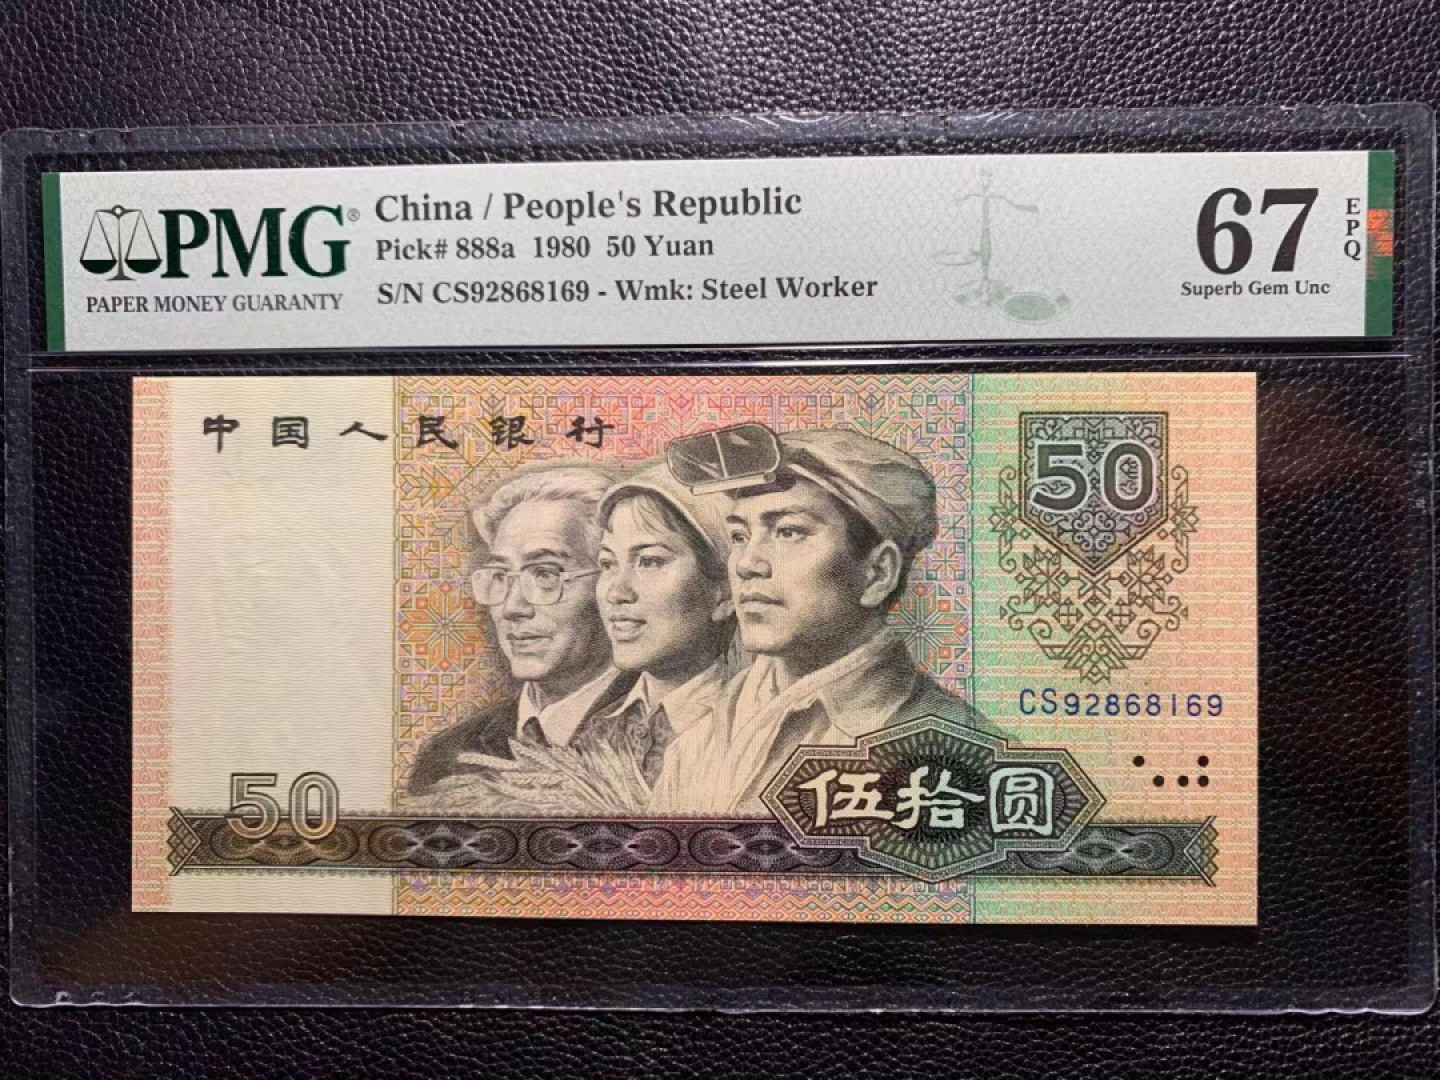 PMG®
PAPER MONEY GUARANTY
China / People's Republic
Pick# 888a 1980 50 Yuan
S/N CS92868169 - Wmk: Steel Worker
67 EPQ
Superb Gem Unc
中国人民银行
50
CS92868169
50
伍拾圆